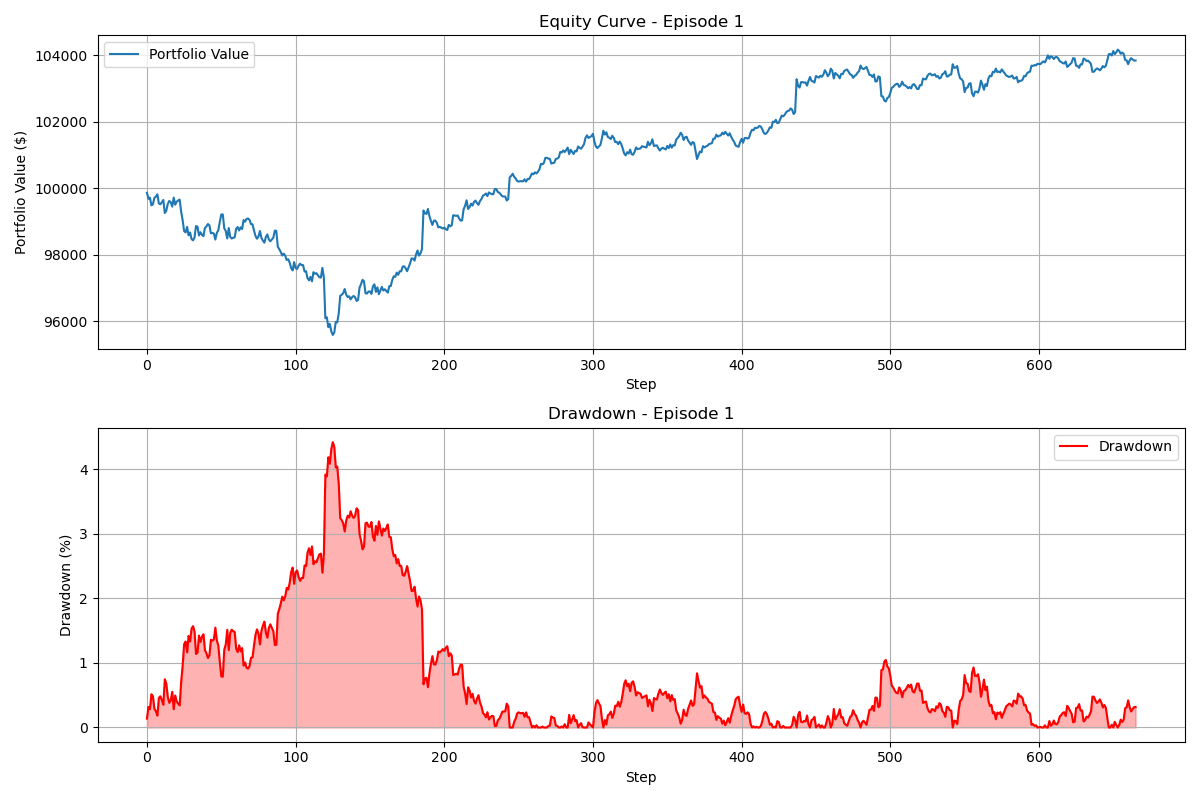 Equity Curve - Episode 1
Portfolio Value
Portfolio Value ($)
104000
102000
100000
98000
96000
0 100 200 300 400 500 600
Step
Drawdown - Episode 1
Drawdown
Drawdown (%)
4
3
2
1
0
0 100 200 300 400 500 600
Step